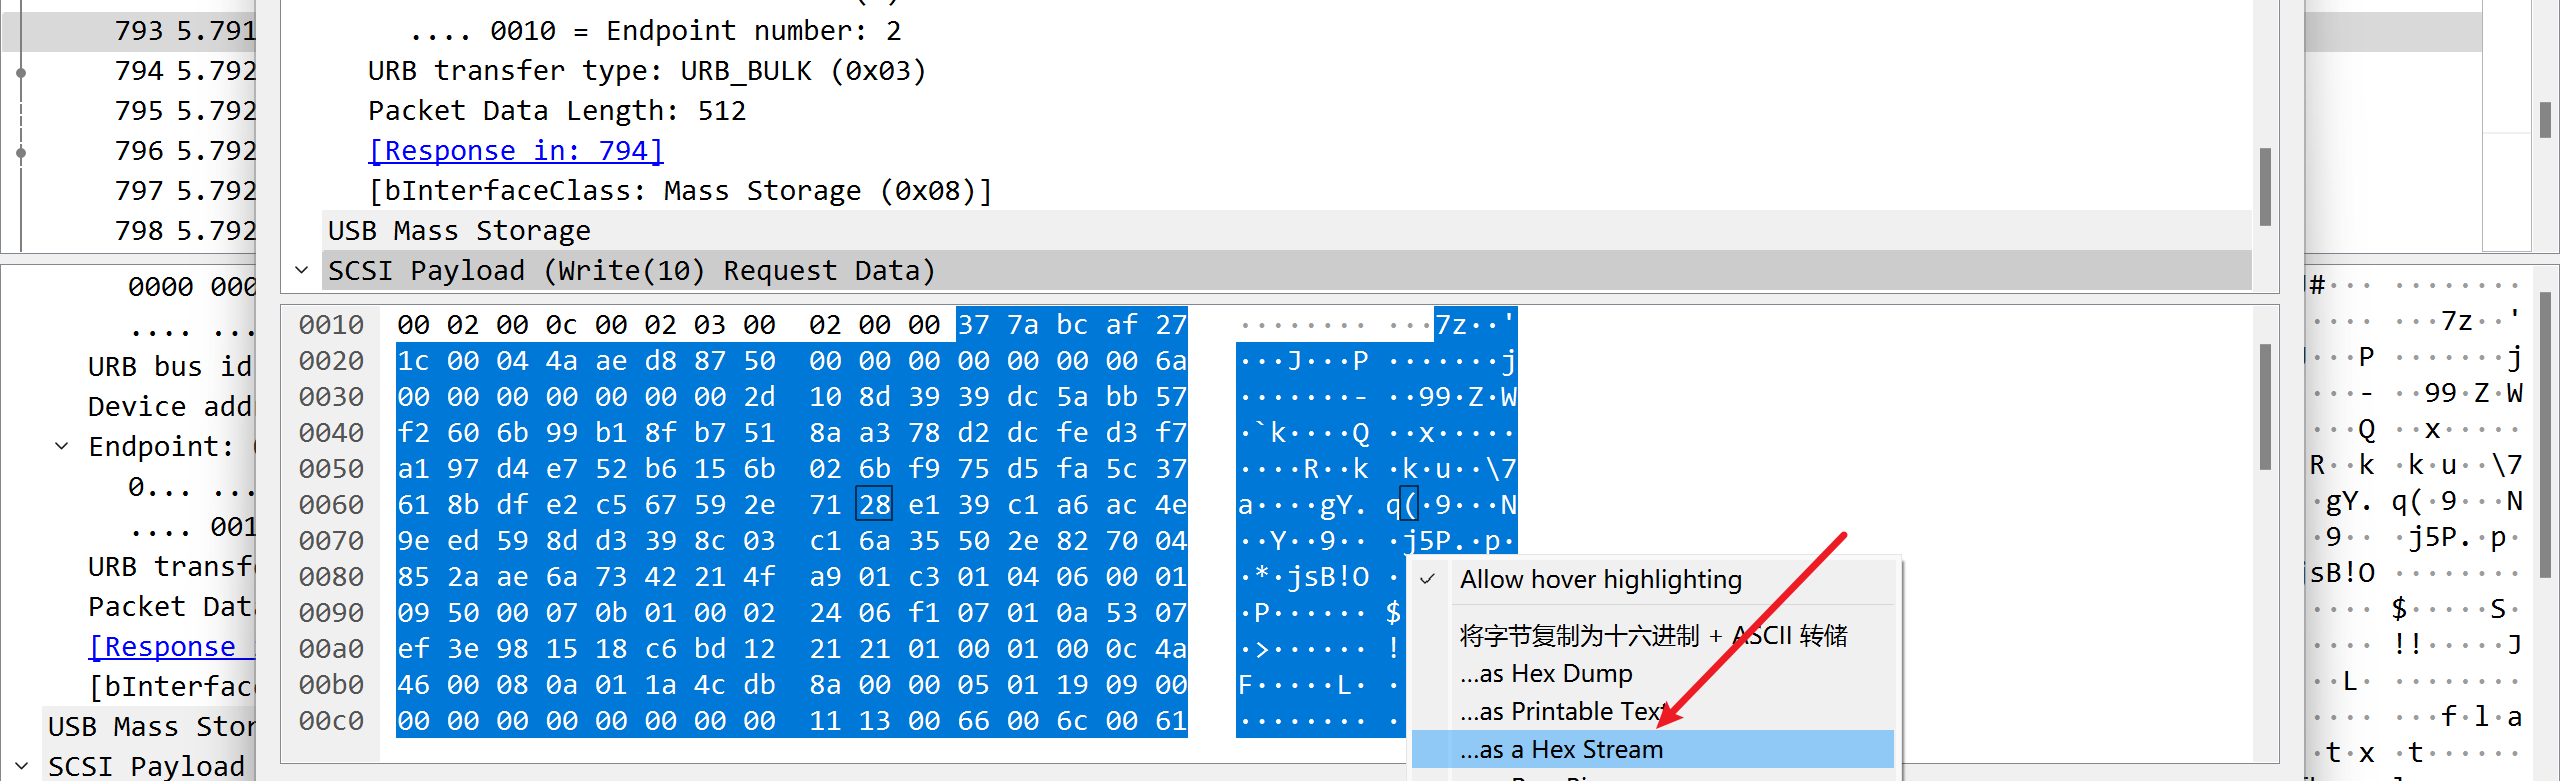 793 5.791
794 5.792
795 5.792
796 5.792
797 5.792
798 5.792
.... 0010 = Endpoint number: 2
URB transfer type: URB_BULK (0x03)
Packet Data Length: 512
[Response in: 794]
[bInterfaceClass: Mass Storage (0x08)]
USB Mass Storage
SCSI Payload (Write(10) Request Data)
0000 000
.... ...
URB bus id
Device add
Endpoint:
0... ...
.... 001
URB transf
Packet Dat
[Response
[bInterfac
USB Mass Stor
SCSI Payload
0010 00 02 00 0c 00 02 03 00 02 00 00 37 7a bc af 27 ········ ···7z··'
0020 1c 00 04 4a ae d8 87 50 00 00 00 00 00 00 00 6a ···J···P ·······j
0030 00 00 00 00 00 00 00 2d 10 8d 39 39 dc 5a bb 57 ·······- ··99·Z·W
0040 f2 60 6b 99 b1 8f b7 51 8a a3 78 d2 dc fe d3 f7 ·`k····Q ··x·····
0050 a1 97 d4 e7 52 b6 15 6b 02 6b f9 75 d5 fa 5c 37 ····R··k ·k·u··\7
0060 61 8b df e2 c5 67 59 2e 71 28 e1 39 c1 a6 ac 4e a····gY. q(·9···N
0070 9e ed 59 8d d3 39 8c 03 c1 6a 35 50 2e 82 70 04 ··Y··9·· ·j5P.·p·
0080 85 2a ae 6a 73 42 21 4f a9 01 c3 01 04 06 00 01 ·*·jsB!O ·
0090 09 50 00 07 0b 01 00 02 24 06 f1 07 01 0a 53 07 ·P······ $
00a0 ef 3e 98 15 18 c6 bd 12 21 21 01 00 01 00 0c 4a ·>······ !
00b0 46 00 08 0a 01 1a 4c db 8a 00 00 05 01 19 09 00 F·····L· ·
00c0 00 00 00 00 00 00 00 00 11 13 00 66 00 6c 00 61 ········ ·
Allow hover highlighting
将字节复制为十六进制 + ASCII 转储
...as Hex Dump
...as Printable Text
...as a Hex Stream
J#··· ········
····· ···7z··'
···P ·······j
···- ··99·Z·W
···Q ··x·····
R··k ·k·u··\7
·gY. q(·9···N
·9·· ·j5P.·p·
jsB!O ········
···· $·····S·
···· !!·····J
··L· ········
····· ···f·l·a
·t·x ·t······